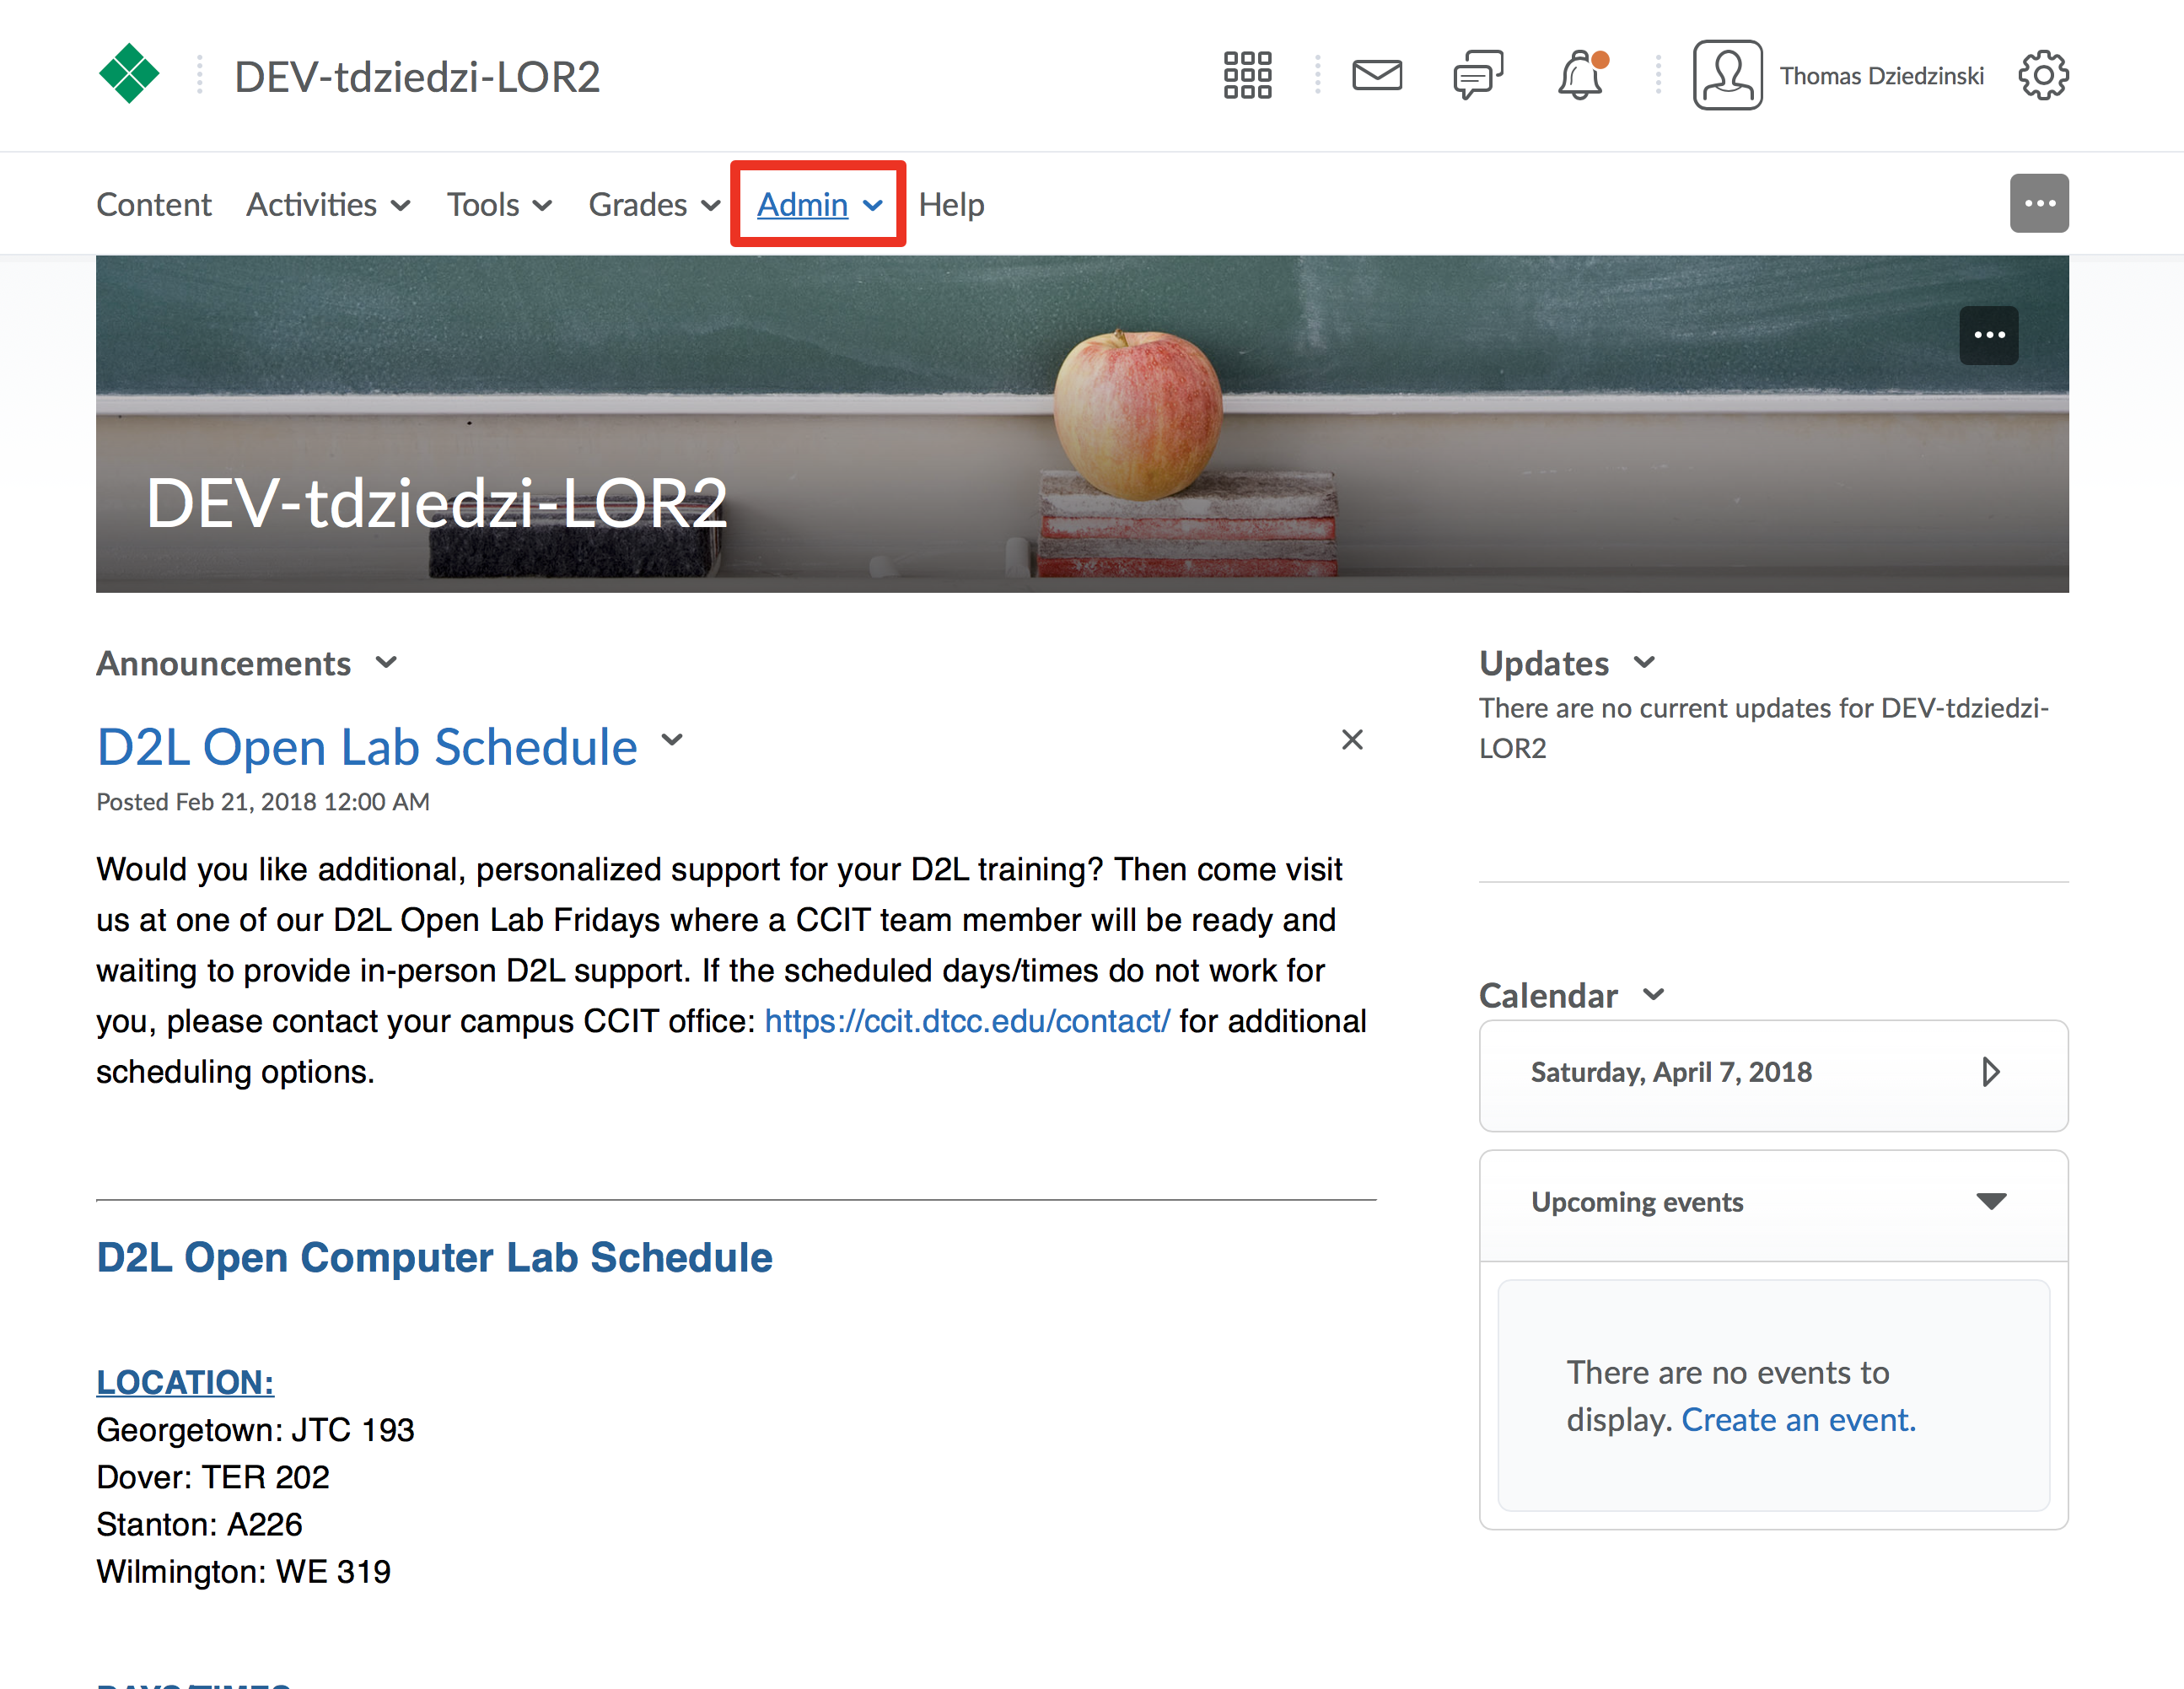 DEV-tdziedzi-LOR2
Thomas Dziedzinski
Content Activities Tools Grades Admin Help
DEV-tdziedzi-LOR2
Announcements
D2L Open Lab Schedule
Posted Feb 21, 2018 12:00 AM
Would you like additional, personalized support for your D2L training? Then come visit
us at one of our D2L Open Lab Fridays where a CCIT team member will be ready and
waiting to provide in-person D2L support. If the scheduled days/times do not work for
you, please contact your campus CCIT office: https://ccit.dtcc.edu/contact/ for additional
scheduling options.
D2L Open Computer Lab Schedule
LOCATION:
Georgetown: JTC 193
Dover: TER 202
Stanton: A226
Wilmington: WE 319
Updates
There are no current updates for DEV-tdziedzi-
LOR2
Calendar
Saturday, April 7, 2018
Upcoming events
There are no events to
display. Create an event.